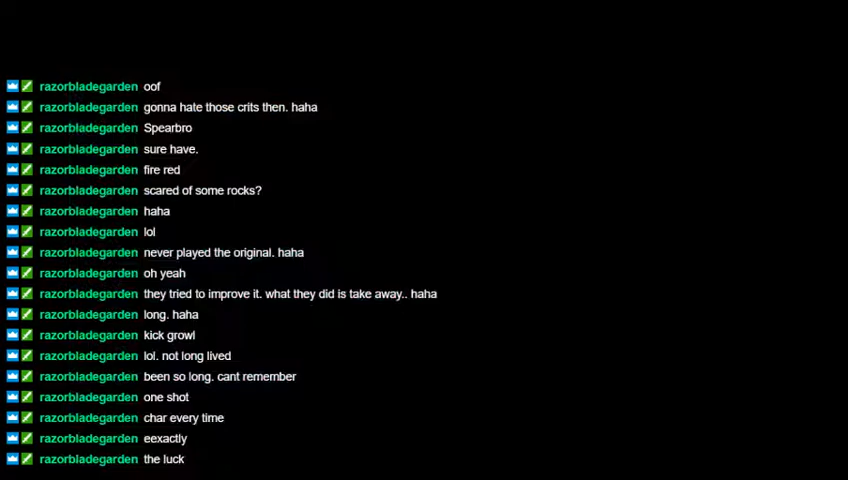 razorbladegarden oof
razorbladegarden gonna hate those crits then. haha
razorbladegarden Spearbro
razorbladegarden sure have.
razorbladegarden fire red
razorbladegarden scared of some rocks?
razorbladegarden haha
razorbladegarden lol
razorbladegarden never played the original. haha
razorbladegarden oh yeah
razorbladegarden they tried to improve it. what they did is take away.. haha
razorbladegarden long. haha
razorbladegarden kick growl
razorbladegarden lol. not long lived
razorbladegarden been so long. cant remember
razorbladegarden one shot
razorbladegarden char every time
razorbladegarden eexactly
razorbladegarden the luck